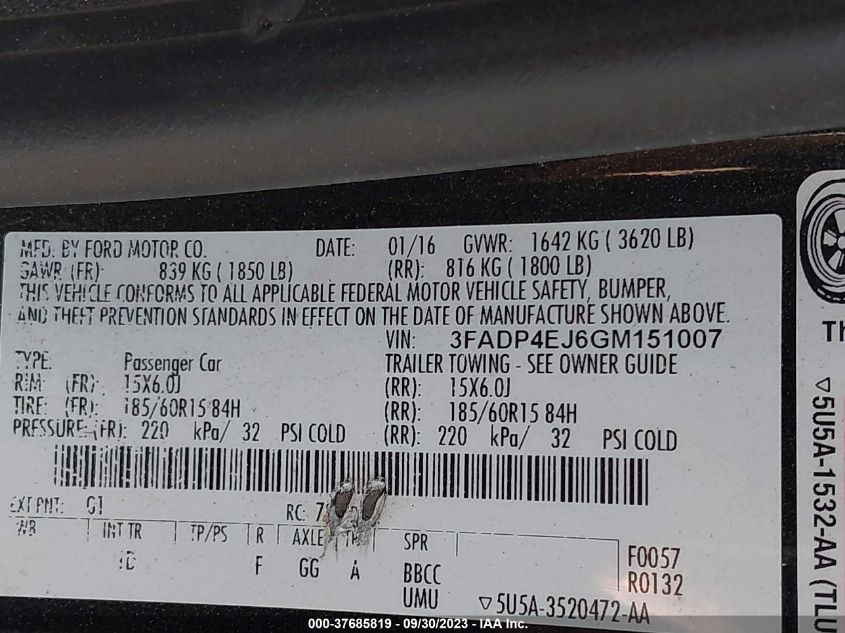 MFD. BY FORD MOTOR CO. DATE: 01/16 GVWR: 1642 KG ( 3620 LB)
GAWR (FR): 839 KG ( 1850 LB) (RR): 816 KG ( 1800 LB)
THIS VEHICLE CONFORMS TO ALL APPLICABLE FEDERAL MOTOR VEHICLE SAFETY, BUMPER,
AND THEFT PREVENTION STANDARDS IN EFFECT ON THE DATE OF MANUFACTURE SHOWN ABOVE.
VIN: 3FADP4EJ6GM151007
TYPE: Passenger Car TRAILER TOWING - SEE OWNER GUIDE
RIM: (FR): 15X6.0J (RR): 15X6.0J
TIRE: (FR): 185/60R15 84H (RR): 185/60R15 84H
PRESSURE: (FR): 220 kPa/ 32 PSI COLD (RR): 220 kPa/ 32 PSI COLD
EXT PNT: G1 RC: 7
WB INT TR TP/PS R AXLE SPR
F GG A BBCC F0057
UMU R0132
▽5U5A-3520472-AA
▽5U5A-1532-AA (TLU
000-37685819 - 09/30/2023 - IAA Inc.